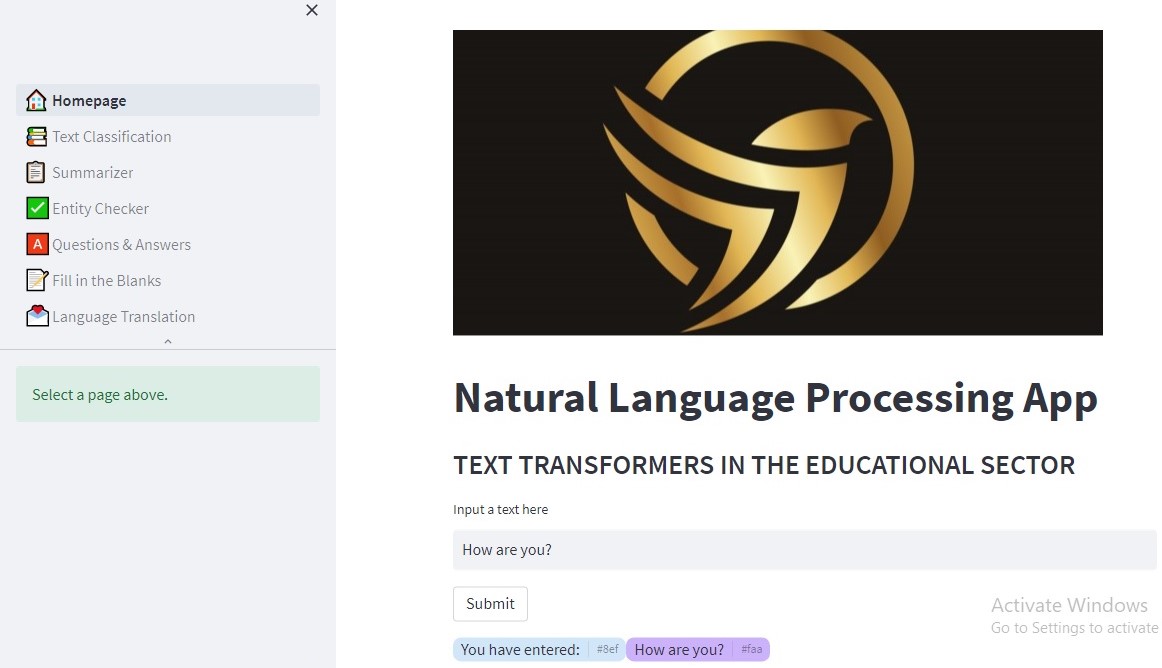 Homepage
Text Classification
Summarizer
Entity Checker
A Questions & Answers
Fill in the Blanks
Language Translation
Select a page above.
Natural Language Processing App
TEXT TRANSFORMERS IN THE EDUCATIONAL SECTOR
Input a text here
How are you?
Submit
You have entered: #8ef How are you? #faa
Activate Windows
Go to Settings to activate